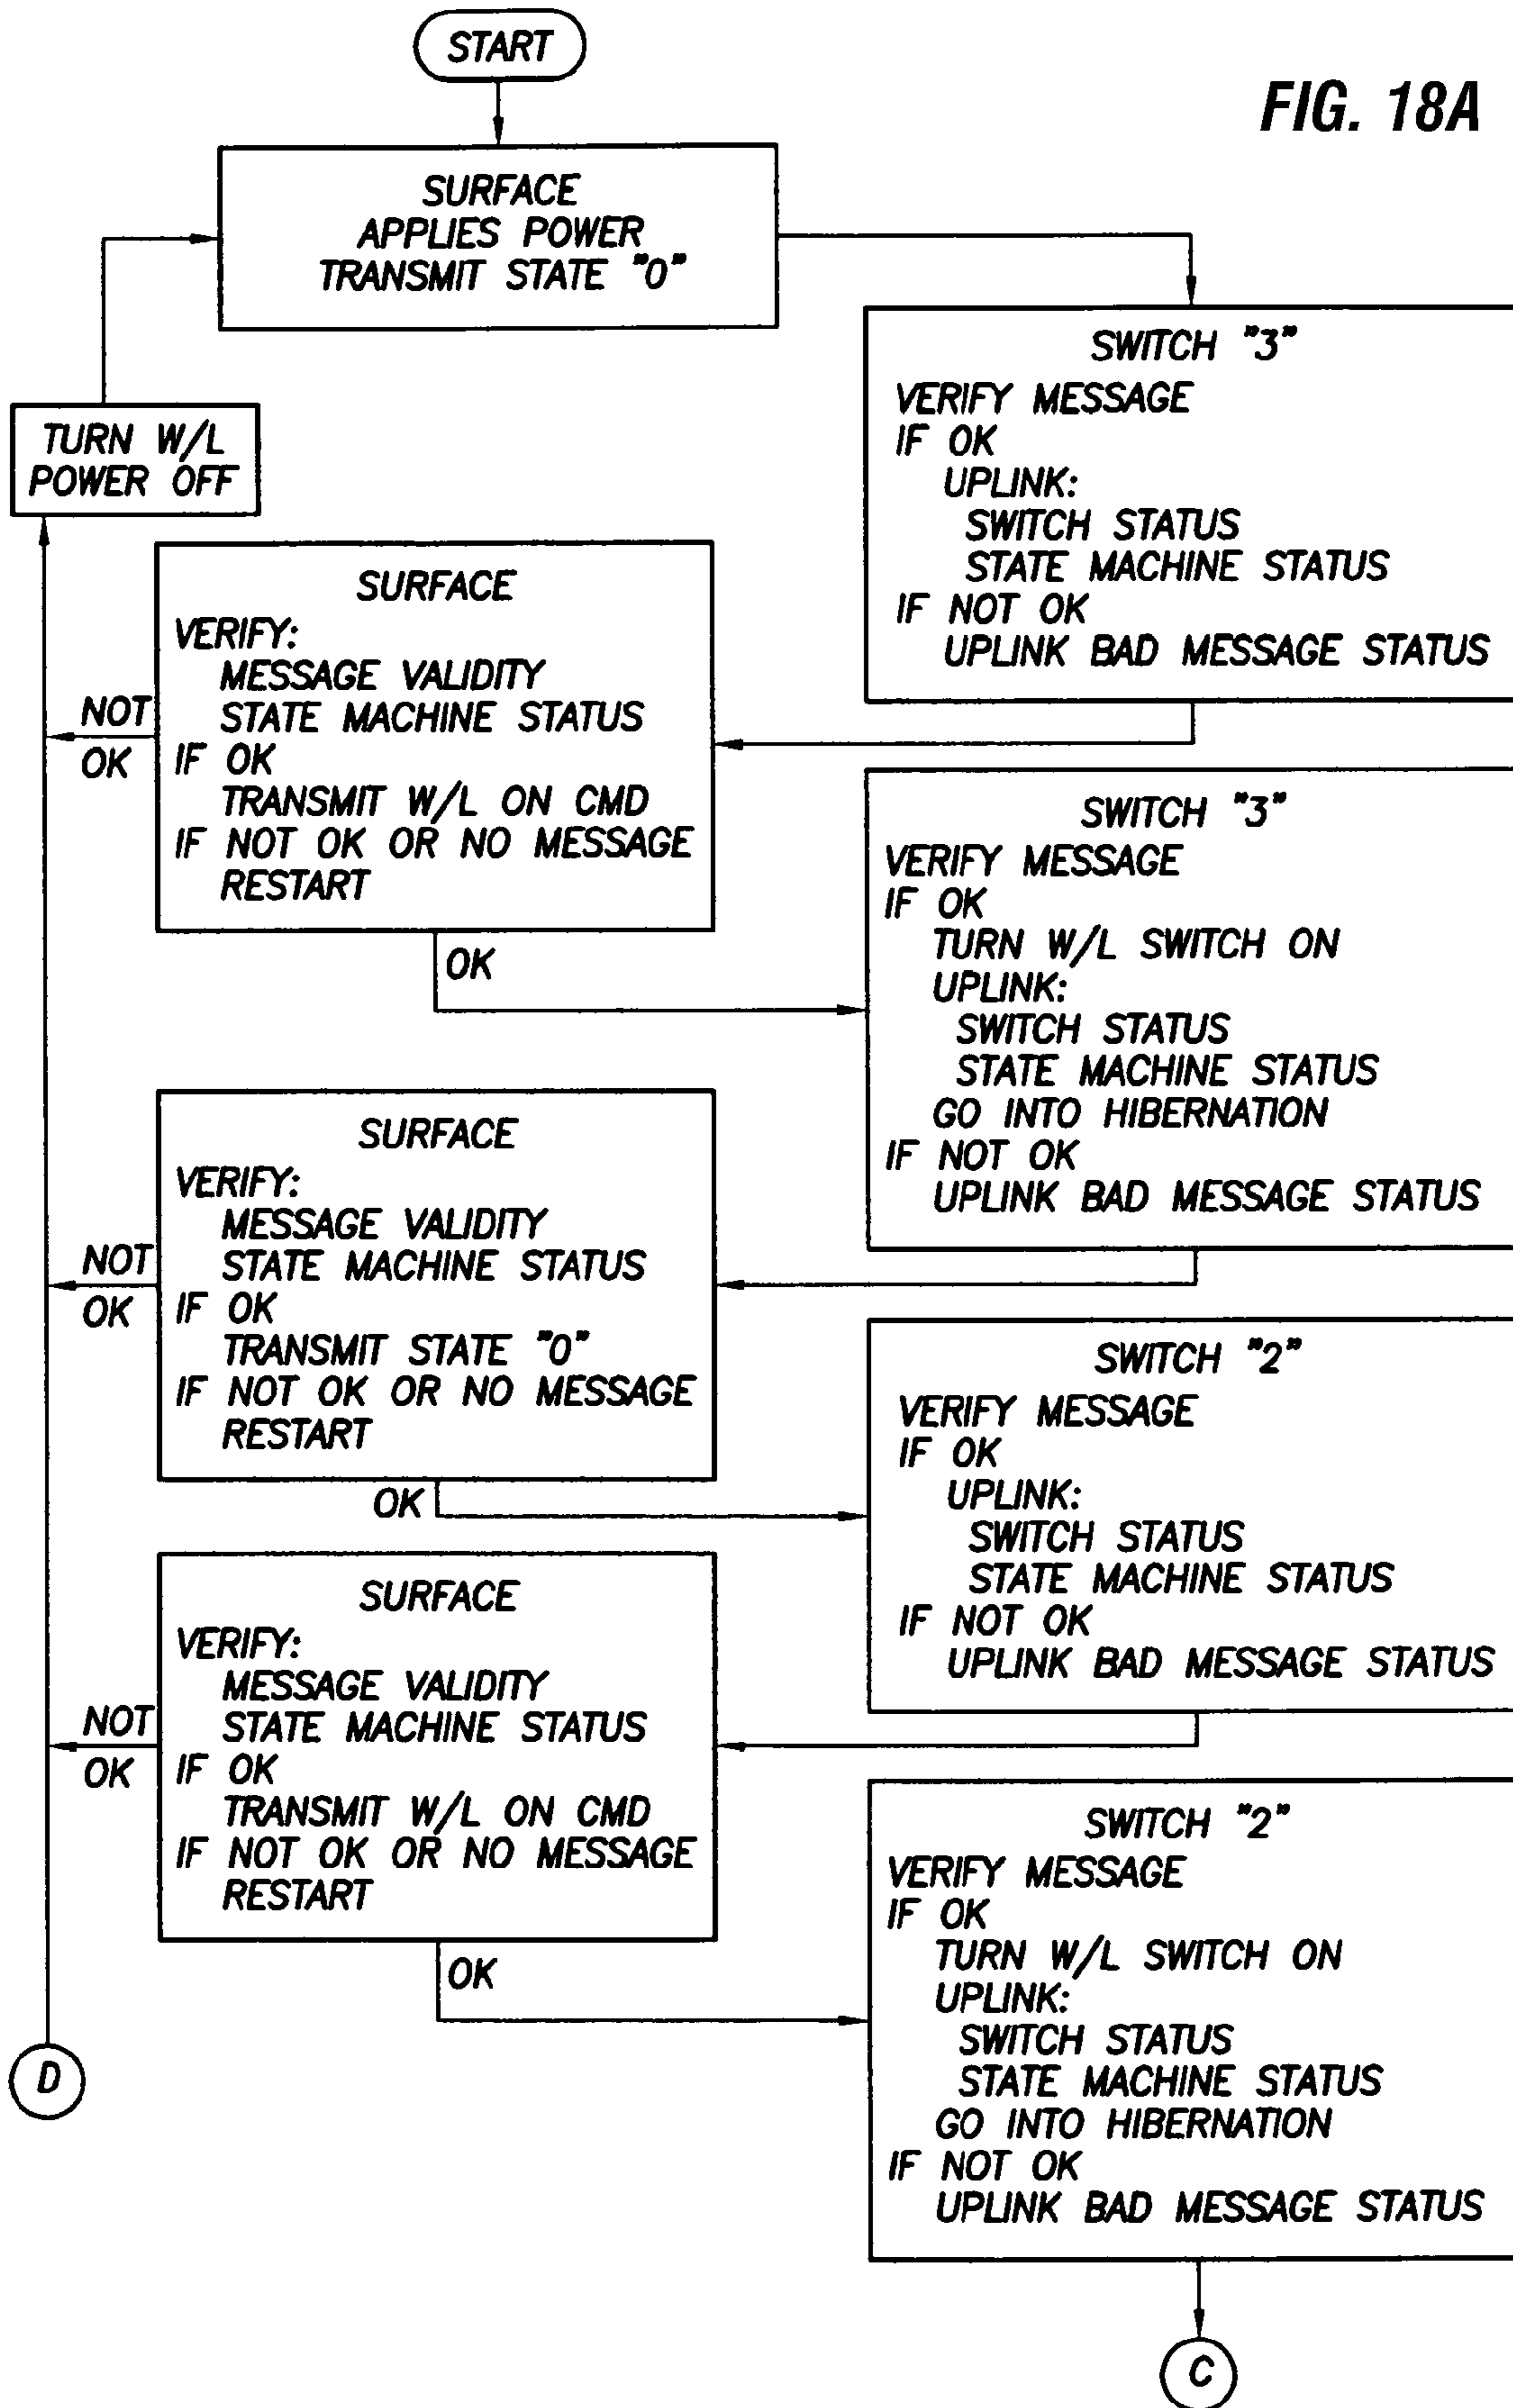 START
FIG. 18A
SURFACE
APPLIES POWER
TRANSMIT STATE "0"
SWITCH "3"
VERIFY MESSAGE
IF OK
UPLINK:
SWITCH STATUS
STATE MACHINE STATUS
IF NOT OK
UPLINK BAD MESSAGE STATUS
TURN W/L
POWER OFF
SURFACE
VERIFY:
MESSAGE VALIDITY
STATE MACHINE STATUS
IF OK
TRANSMIT W/L ON CMD
IF NOT OK OR NO MESSAGE
RESTART
NOT
OK
OK
SWITCH "3"
VERIFY MESSAGE
IF OK
TURN W/L SWITCH ON
UPLINK:
SWITCH STATUS
STATE MACHINE STATUS
GO INTO HIBERNATION
IF NOT OK
UPLINK BAD MESSAGE STATUS
SURFACE
VERIFY:
MESSAGE VALIDITY
STATE MACHINE STATUS
IF OK
TRANSMIT STATE "0"
IF NOT OK OR NO MESSAGE
RESTART
NOT
OK
OK
SWITCH "2"
VERIFY MESSAGE
IF OK
UPLINK:
SWITCH STATUS
STATE MACHINE STATUS
IF NOT OK
UPLINK BAD MESSAGE STATUS
SURFACE
VERIFY:
MESSAGE VALIDITY
STATE MACHINE STATUS
IF OK
TRANSMIT W/L ON CMD
IF NOT OK OR NO MESSAGE
RESTART
NOT
OK
OK
SWITCH "2"
VERIFY MESSAGE
IF OK
TURN W/L SWITCH ON
UPLINK:
SWITCH STATUS
STATE MACHINE STATUS
GO INTO HIBERNATION
IF NOT OK
UPLINK BAD MESSAGE STATUS
D
C